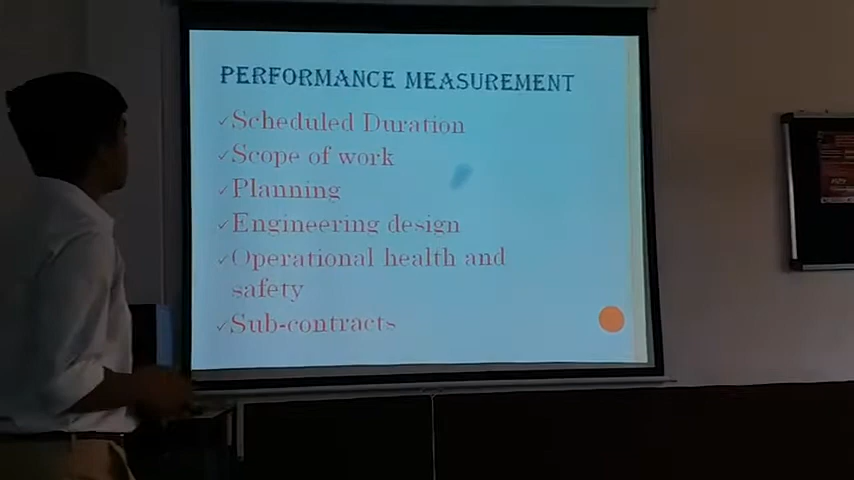 PERFORMANCE MEASUREMENT
✓Scheduled Duration
✓Scope of work
✓Planning
✓Engineering design
✓Operational health and
safety
✓Sub-contracts